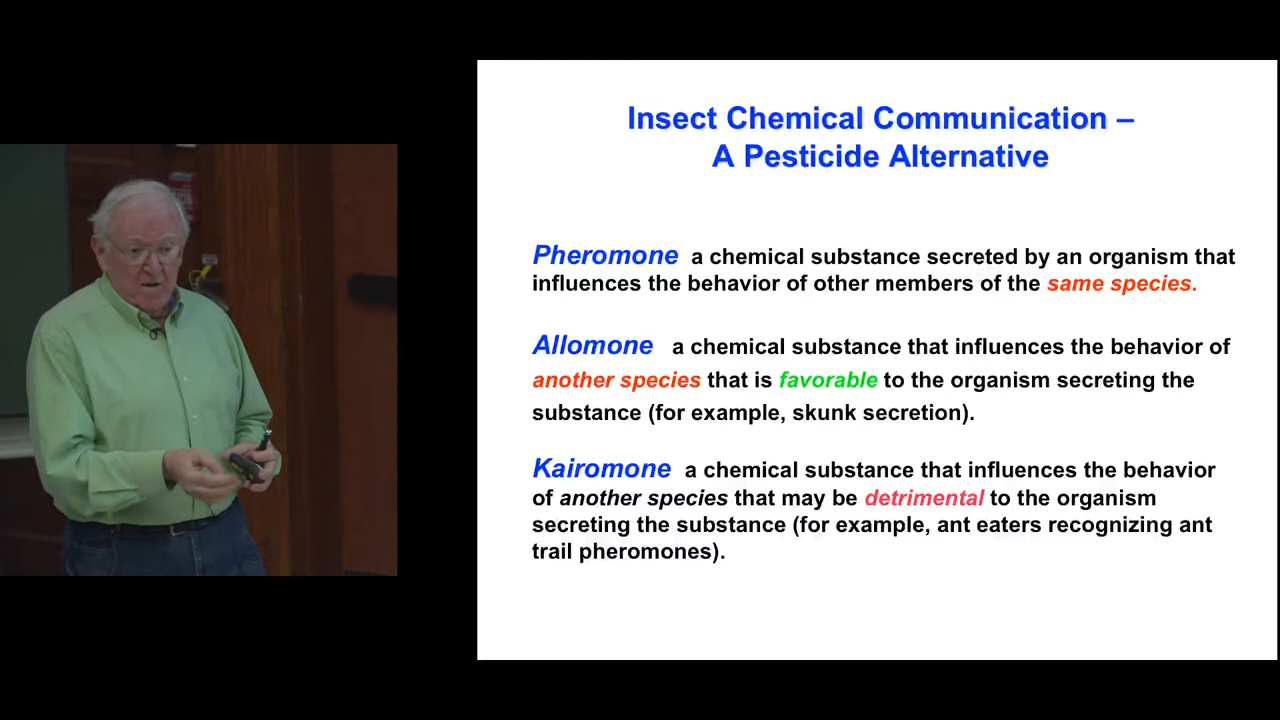 Insect Chemical Communication –
A Pesticide Alternative
Pheromone a chemical substance secreted by an organism that
influences the behavior of other members of the same species.
Allomone a chemical substance that influences the behavior of
another species that is favorable to the organism secreting the
substance (for example, skunk secretion).
Kairomone a chemical substance that influences the behavior
of another species that may be detrimental to the organism
secreting the substance (for example, ant eaters recognizing ant
trail pheromones).